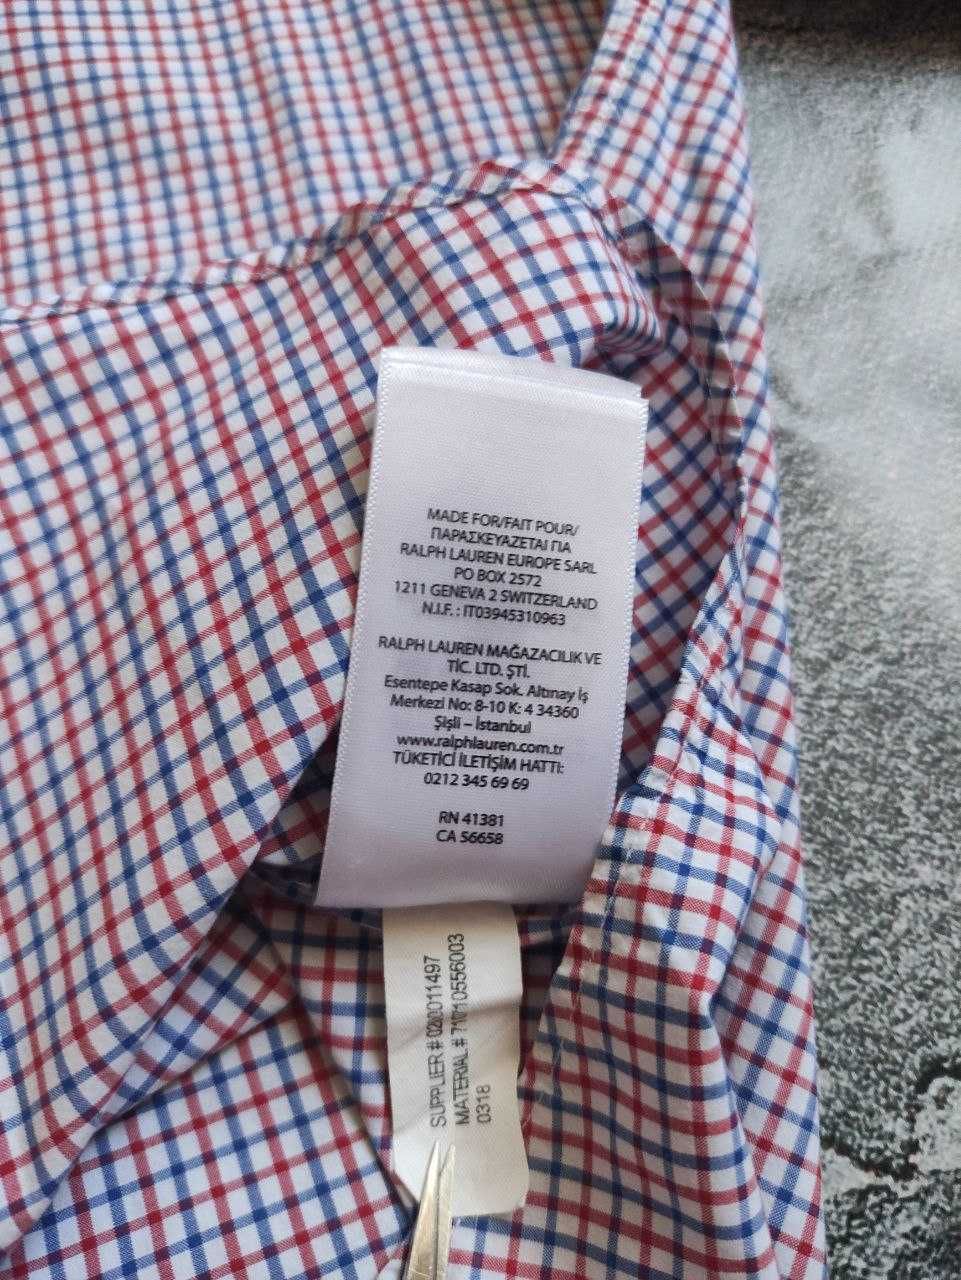 MADE FOR/FAIT POUR/
ΠΑΡΑΣΚΕΥΑΖΕΤΑΙ ΓΙΑ
RALPH LAUREN EUROPE SARL
PO BOX 2572
1211 GENEVA 2 SWITZERLAND
N.I.F. : IT03945310963
RALPH LAUREN MAĞAZACILIK VE
TİC. LTD. ŞTİ.
Esentepe Kasap Sok. Altınay İş
Merkezi No: 8-10 K: 4 34360
Şişli – İstanbul
www.ralphlauren.com.tr
TÜKETİCİ İLETİŞİM HATTI:
0212 345 69 69
RN 41381
CA 56658
SUPPLIER # 0200011497
MATERIAL# 710710556003
0318